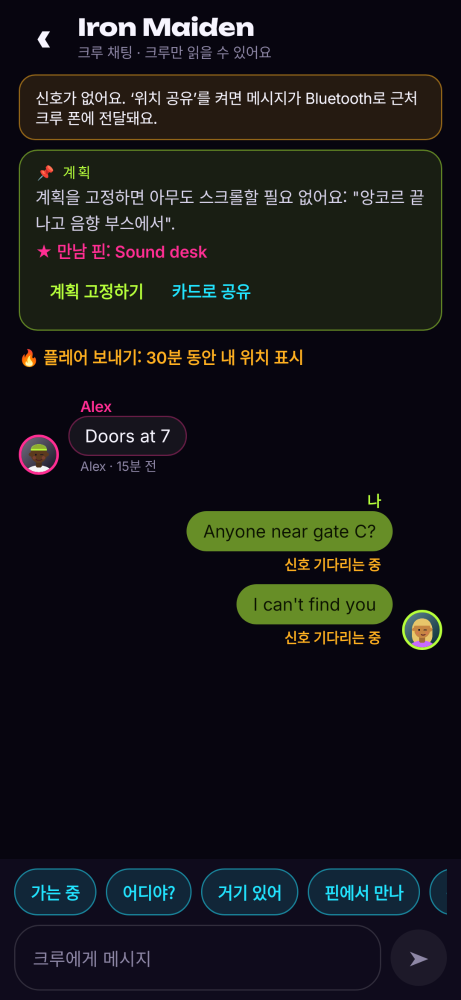 Iron Maiden
크루 채팅 · 크루만 읽을 수 있어요
신호가 없어요. ‘위치 공유’를 켜면 메시지가 Bluetooth로 근처
크루 폰에 전달돼요.
📌 계획
계획을 고정하면 아무도 스크롤할 필요 없어요: "앙코르 끝
나고 음향 부스에서".
★ 만남 핀: Sound desk
계획 고정하기 카드로 공유
🔥 플레어 보내기: 30분 동안 내 위치 표시
Alex
Doors at 7
Alex · 15분 전
나
Anyone near gate C?
신호 기다리는 중
I can't find you
신호 기다리는 중
가는 중 어디야? 거기 있어 핀에서 만나
크루에게 메시지